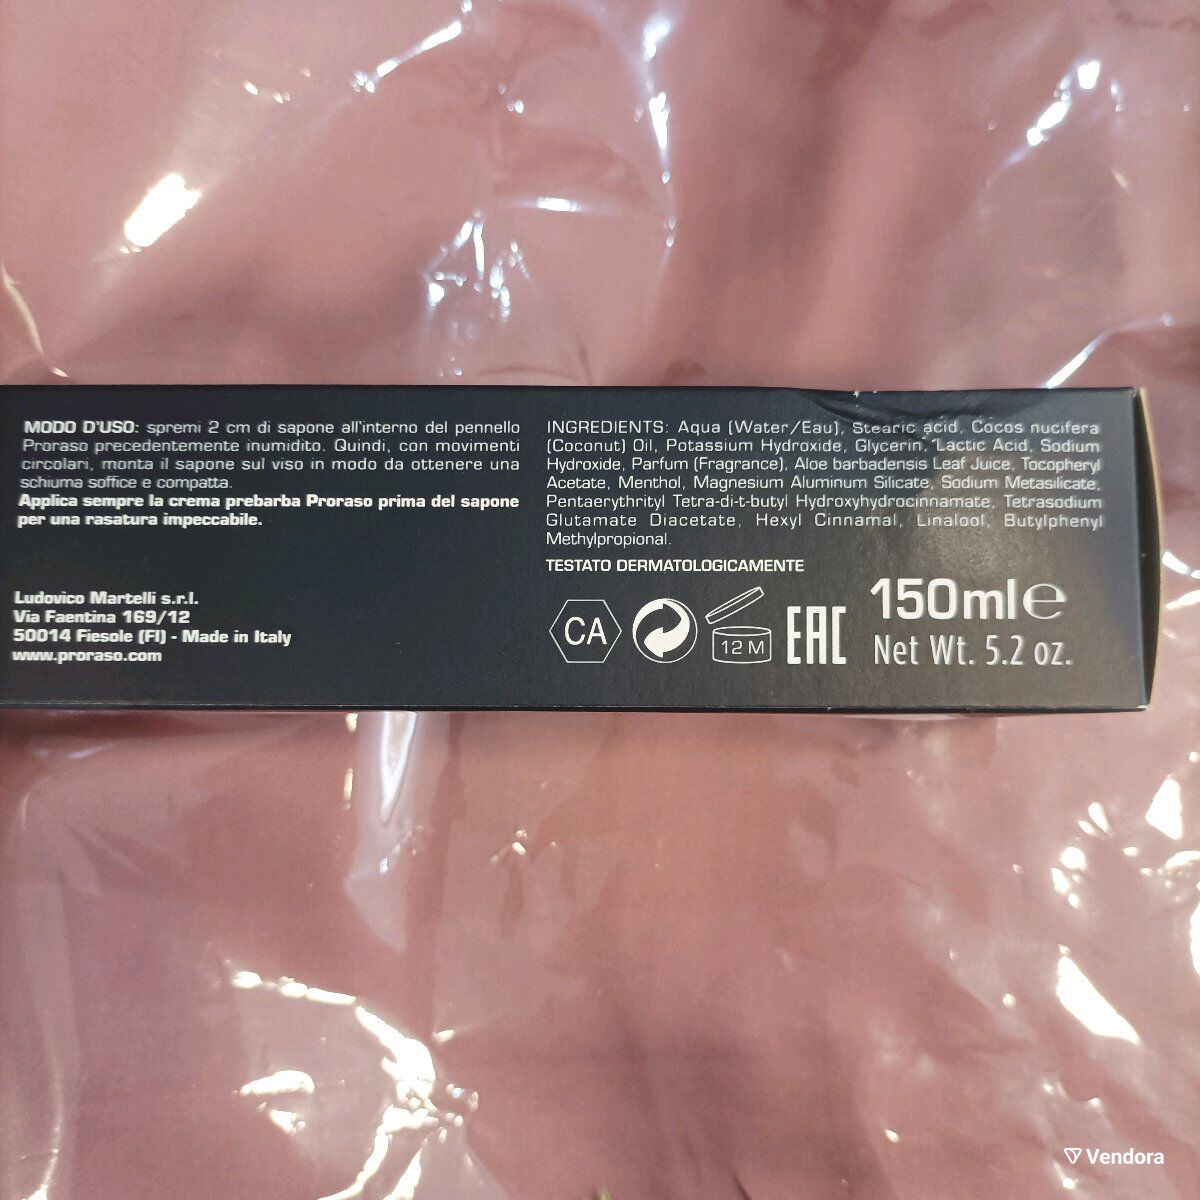 MODO D'USO: spremi 2 cm di sapone all'interno del pennello
Proraso precedentemente inumidito. Quindi, con movimenti
circolari, monta il sapone sul viso in modo da ottenere una
schiuma soffice e compatta.
Applica sempre la crema prebarba Proraso prima del sapone
per una rasatura impeccabile.
Ludovico Martelli s.r.l.
Via Faentina 169/12
50014 Fiesole (FI) - Made in Italy
www.proraso.com
INGREDIENTS: Aqua (Water/Eau), Stearic acid, Cocos nucifera
(Coconut) Oil, Potassium Hydroxide, Glycerin, Lactic Acid, Sodium
Hydroxide, Parfum (Fragrance), Aloe barbadensis Leaf Juice, Tocopheryl
Acetate, Menthol, Magnesium Aluminum Silicate, Sodium Metasilicate,
Pentaerythrityl Tetra-di-t-butyl Hydroxyhydrocinnamate, Tetrasodium
Glutamate Diacetate, Hexyl Cinnamal, Linalool, Butylphenyl
Methylpropional.
TESTATO DERMATOLOGICAMENTE
CA
12 M
EAC
150ml e
Net Wt. 5.2 oz.
Vendora